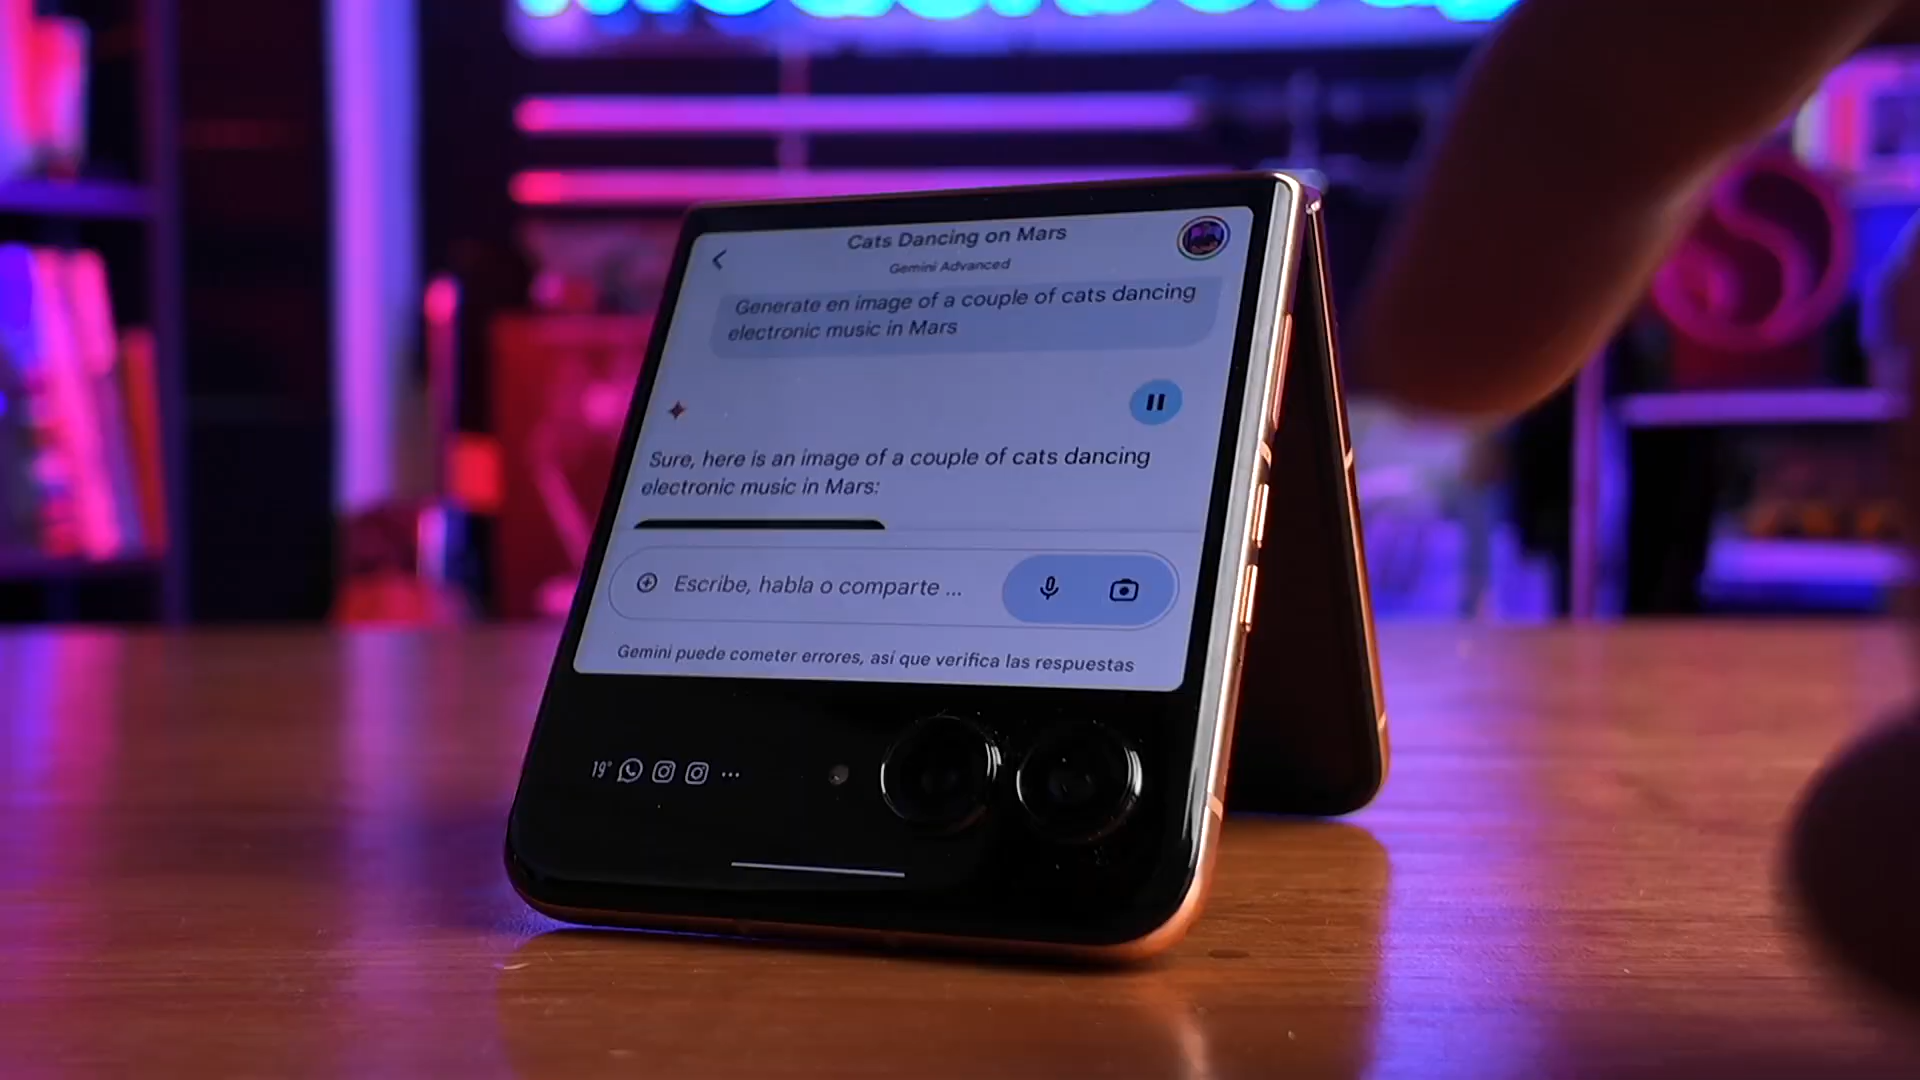 Cats Dancing on Mars
Gemini Advanced
Generate en image of a couple of cats dancing
electronic music in Mars
Sure, here is an image of a couple of cats dancing
electronic music in Mars:
Escribe, habla o comparte ...
Gemini puede cometer errores, así que verifica las respuestas
19°